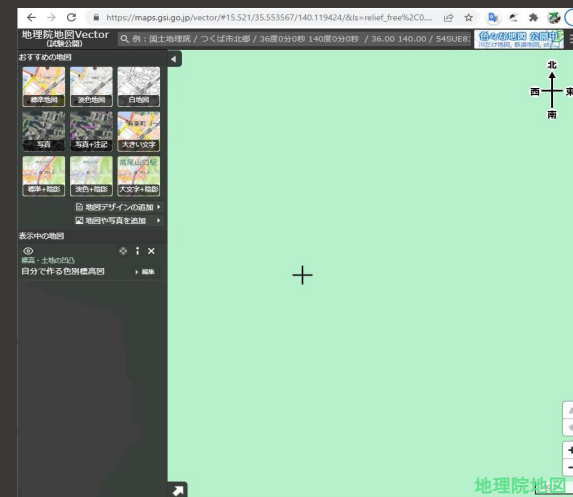 https://maps.gsi.go.jp/vector/#15.521/35.553567/140.119424/&ls=relief_free%2C0....
地理院地図Vector
(試験公開)
例：国土地理院 / つくば市北郷 / 36度0分0秒 140度0分0秒 / 36.00 140.00 / 54SUE8
色々な地図 公開中
おすすめの地図
標準地図
淡色地図
白地図
写真
写真+注記
大きい文字
標準+陰影
淡色+陰影
大文字+陰影
地図デザインの追加
地図や写真を追加
表示中の地図
標高・土地の凹凸
自分で作る色別標高図
編集
北
西
東
南
地理院地図